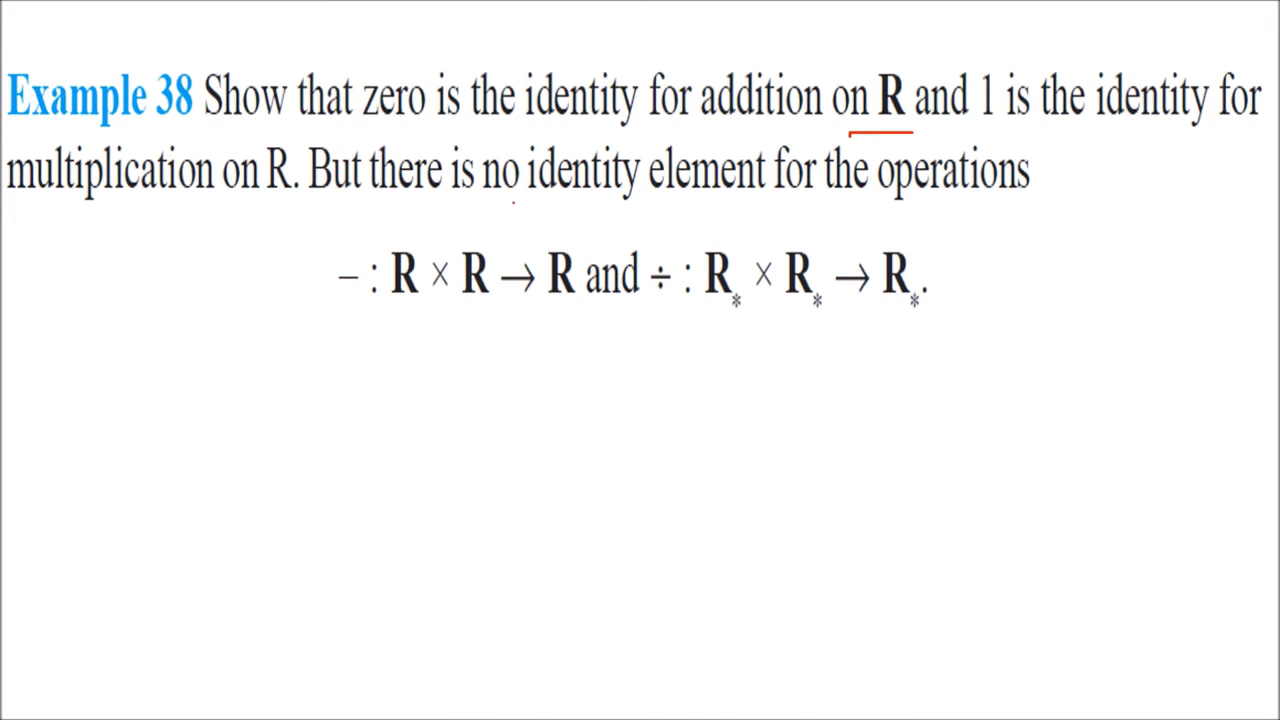 Example 38 Show that zero is the identity for addition on R and 1 is the identity for
multiplication on R. But there is no identity element for the operations
– : R × R → R and ÷ : R* × R* → R*.